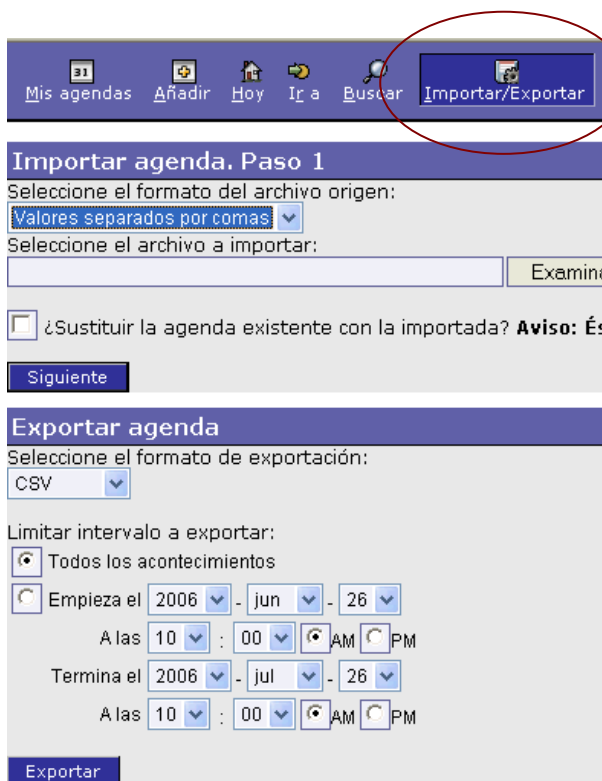 31
Mis agendas Añadir Hoy Ir a Buscar Importar/Exportar
Importar agenda. Paso 1
Seleccione el formato del archivo origen:
Valores separados por comas
Seleccione el archivo a importar:
Examina
¿Sustituir la agenda existente con la importada? Aviso: És
Siguiente
Exportar agenda
Seleccione el formato de exportación:
CSV
Limitar intervalo a exportar:
Todos los acontecimientos
Empieza el 2006 - jun - 26
A las 10 : 00 AM PM
Termina el 2006 - jul - 26
A las 10 : 00 AM PM
Exportar